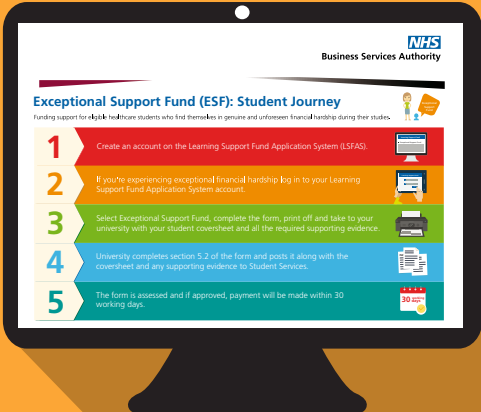 NHS
Business Services Authority
Exceptional Support Fund (ESF): Student Journey
Funding support for eligible healthcare students who find themselves in genuine and unforeseen financial hardship during their studies.
1
Create an account on the Learning Support Fund Application System (LSFAS).
2
If you're experiencing exceptional financial hardship log in to your Learning
Support Fund Application System account.
3
Select Exceptional Support Fund, complete the form, print off and take to your
university with your student coversheet and all the required supporting evidence.
4
University completes section 5.2 of the form and posts it along with the
coversheet and any supporting evidence to Student Services.
5
The form is assessed and if approved, payment will be made within 30
working days.
30 working
days